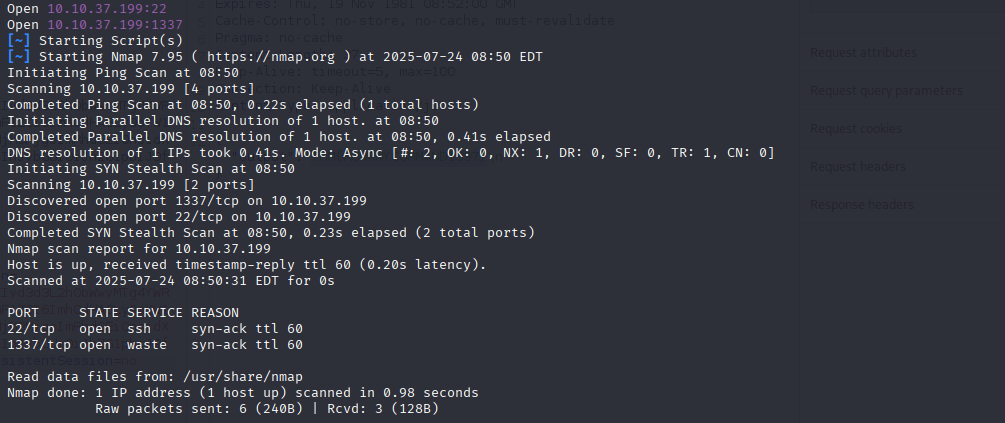 Open 10.10.37.199:22
Open 10.10.37.199:1337
[~] Starting Script(s)
[~] Starting Nmap 7.95 ( https://nmap.org ) at 2025-07-24 08:50 EDT
Initiating Ping Scan at 08:50
Scanning 10.10.37.199 [4 ports]
Completed Ping Scan at 08:50, 0.22s elapsed (1 total hosts)
Initiating Parallel DNS resolution of 1 host. at 08:50
Completed Parallel DNS resolution of 1 host. at 08:50, 0.41s elapsed
DNS resolution of 1 IPs took 0.41s. Mode: Async [#: 2, OK: 0, NX: 1, DR: 0, SF: 0, TR: 1, CN: 0]
Initiating SYN Stealth Scan at 08:50
Scanning 10.10.37.199 [2 ports]
Discovered open port 1337/tcp on 10.10.37.199
Discovered open port 22/tcp on 10.10.37.199
Completed SYN Stealth Scan at 08:50, 0.23s elapsed (2 total ports)
Nmap scan report for 10.10.37.199
Host is up, received timestamp-reply ttl 60 (0.20s latency).
Scanned at 2025-07-24 08:50:31 EDT for 0s
PORT     STATE SERVICE REASON
22/tcp   open  ssh     syn-ack ttl 60
1337/tcp open  waste   syn-ack ttl 60
Read data files from: /usr/share/nmap
Nmap done: 1 IP address (1 host up) scanned in 0.98 seconds
Raw packets sent: 6 (240B) | Rcvd: 3 (128B)
Expires: Thu, 19 Nov 1981 08:52:00 GMT
Cache-Control: no-store, no-cache, must-revalidate
Pragma: no-cache
timeout=5, max=100
Keep-Alive
Request attributes
Request query parameters
Request cookies
Request headers
Response headers